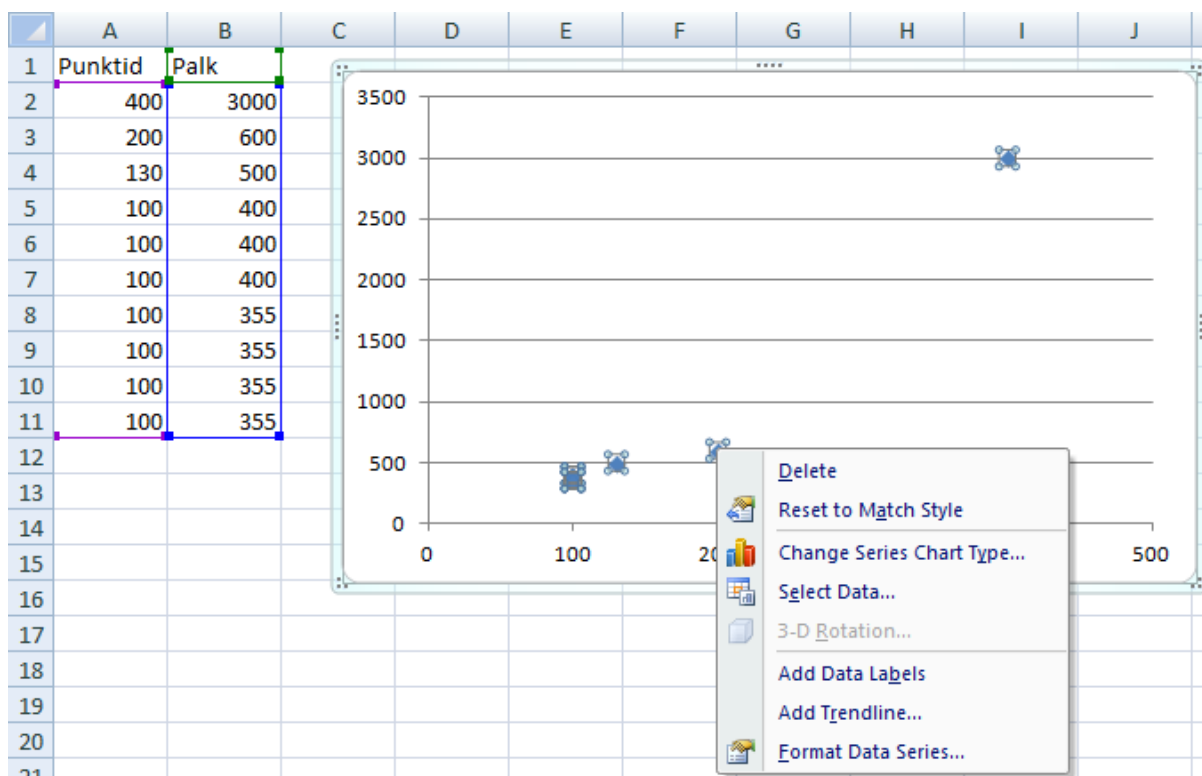 A B C D E F G H I J
1 Punktid Palk
2 400 3000
3 200 600
4 130 500
5 100 400
6 100 400
7 100 400
8 100 355
9 100 355
10 100 355
11 100 355
12
13
14
15
16
17
18
19
20
21
3500
3000
2500
2000
1500
1000
500
0
0 100 20 500
Delete
Reset to Match Style
Change Series Chart Type...
Select Data...
3-D Rotation...
Add Data Labels
Add Trendline...
Format Data Series...